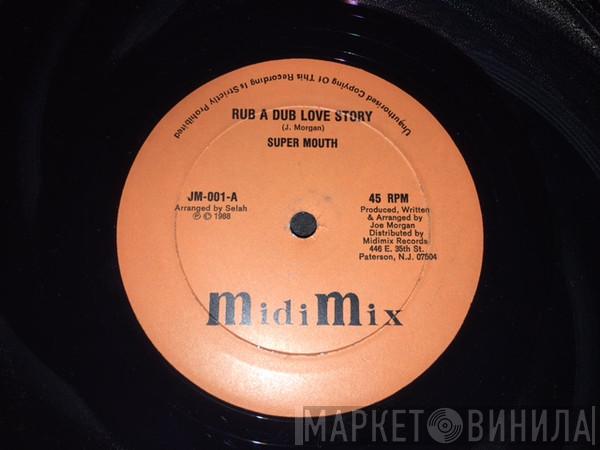 Unauthorised Copying Of This Recording Is Strictly Prohibited
RUB A DUB LOVE STORY
(J. Morgan)
SUPER MOUTH
JM-001-A
Arranged by Selah
℗ © 1988
45 RPM
Produced, Written
& Arranged by
Joe Morgan
Distributed by
Midimix Records
446 E. 35th St.
Paterson, N.J. 07504
midimix
МАРКЕТ ВИНИЛА